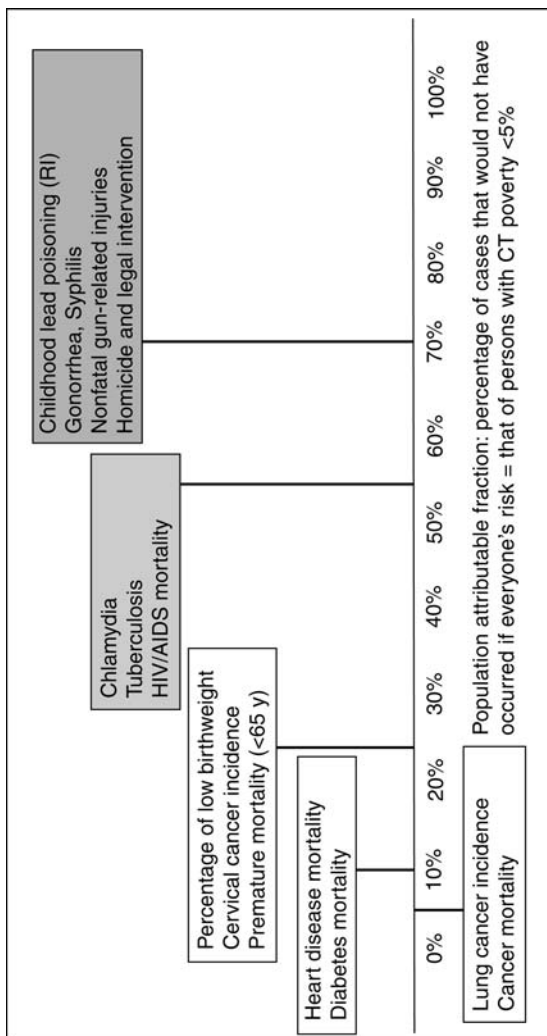 Childhood lead poisoning (RI)
Gonorrhea, Syphilis
Nonfatal gun-related injuries
Homicide and legal intervention
Chlamydia
Tuberculosis
HIV/AIDS mortality
Percentage of low birthweight
Cervical cancer incidence
Premature mortality (<65 y)
Heart disease mortality
Diabetes mortality
0% 10% 20% 30% 40% 50% 60% 70% 80% 90% 100%
Lung cancer incidence
Cancer mortality
Population attributable fraction: percentage of cases that would not have
occurred if everyone's risk = that of persons with CT poverty <5%